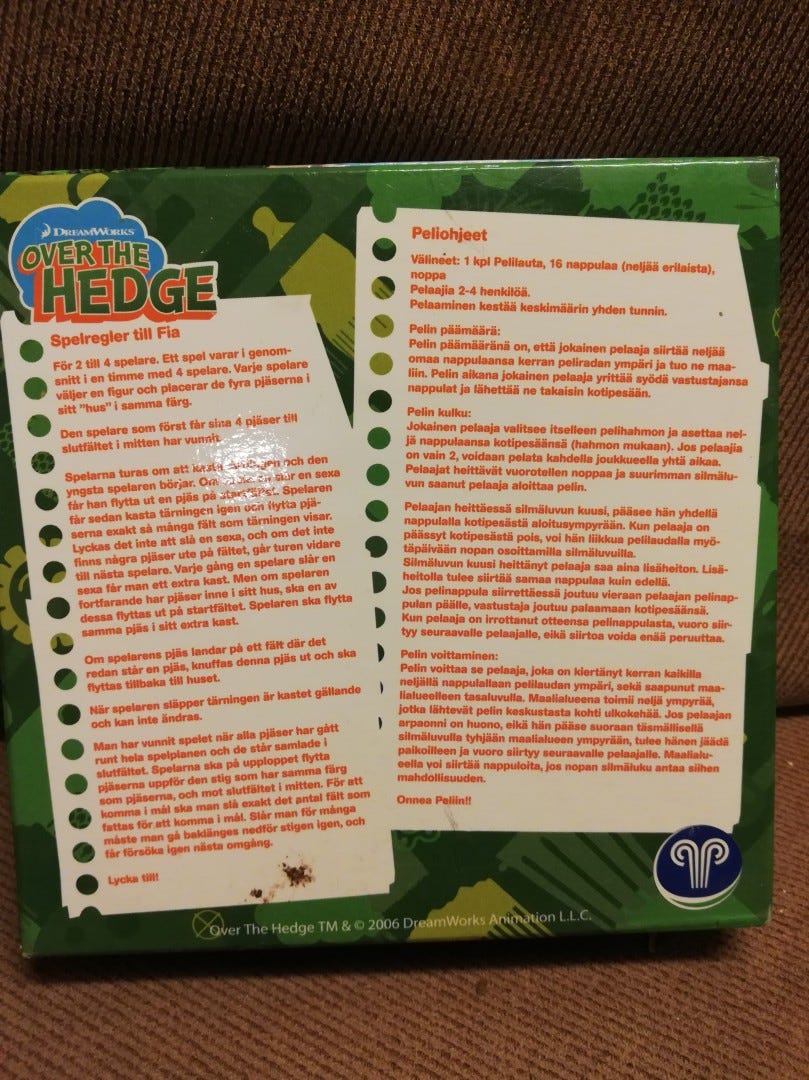 DREAMWORKS
OVER THE
HEDGE
Spelregler till Fia
För 2 till 4 spelare. Ett spel varar i genom-
snitt i en timme med 4 spelare. Varje spelare
väljer en figur och placerar de fyra pjäserna i
sitt "hus" i samma färg.
Den spelare som först får sina 4 pjäser till
slutfältet i mitten har vunnit.
Spelarna turas om att kasta tärningen och den
yngsta spelaren börjar. Om slår en sexa
får han flytta ut en pjäs på startfältet. Spelaren
får sedan kasta tärningen igen och flytta pjä-
serna exakt så många fält som tärningen visar.
Lyckas det inte att slå en sexa, och om det inte
finns några pjäser ute på fältet, går turen vidare
till nästa spelare. Varje gång en spelare slår en
sexa får man ett extra kast. Men om spelaren
fortfarande har pjäser inne i sitt hus, ska en av
dessa flyttas ut på startfältet. Spelaren ska flytta
samma pjäs i sitt extra kast.
Om spelarens pjäs landar på ett fält där det
redan står en pjäs, knuffas denna pjäs ut och ska
flyttas tillbaka till huset.
När spelaren släpper tärningen är kastet gällande
och kan inte ändras.
Man har vunnit spelet när alla pjäser har gått
runt hela spelplanen och de står samlade i
slutfältet. Spelarna ska på upploppet flytta
pjäserna uppför den stig som har samma färg
som pjäserna, och mot slutfältet i mitten. För att
komma i mål ska man slå exakt det antal fält som
fattas för att komma i mål. Slår man för många
måste man gå baklänges nedför stigen igen, och
får försöka igen nästa omgång.
Lycka till!
Peliohjeet
Välineet: 1 kpl Pelilauta, 16 nappulaa (neljää erilaista),
noppa
Pelaajia 2-4 henkilöä.
Pelaaminen kestää keskimäärin yhden tunnin.
Pelin päämäärä:
Pelin päämääränä on, että jokainen pelaaja siirtää neljää
omaa nappulaansa kerran peliradan ympäri ja tuo ne maa-
liin. Pelin aikana jokainen pelaaja yrittää syödä vastustajansa
nappulat ja lähettää ne takaisin kotipesään.
Pelin kulku:
Jokainen pelaaja valitsee itselleen pelihahmon ja asettaa nel-
jä nappulaansa kotipesäänsä (hahmon mukaan). Jos pelaajia
on vain 2, voidaan pelata kahdella joukkueella yhtä aikaa.
Pelaajat heittävät vuorotellen noppaa ja suurimman silmälu-
vun saanut pelaaja aloittaa pelin.
Pelaajan heittäessä silmäluvun kuusi, pääsee hän yhdellä
nappulalla kotipesästä aloitusympyrään. Kun pelaaja on
päässyt kotipesästä pois, voi hän liikkua pelilaudalla myö-
täpäivään nopan osoittamilla silmäluvuilla.
Silmäluvun kuusi heittänyt pelaaja saa aina lisäheiton. Lisä-
heitolla tulee siirtää samaa nappulaa kuin edellä.
Jos pelinappula siirrettäessä joutuu vieraan pelaajan pelinap-
pulan päälle, vastustaja joutuu palaamaan kotipesäänsä.
Kun pelaaja on irrottanut otteensa pelinappulasta, vuoro siir-
tyy seuraavalle pelaajalle, eikä siirtoa voida enää peruuttaa.
Pelin voittaminen:
Pelin voittaa se pelaaja, joka on kiertänyt kerran kaikilla
neljällä nappulallaan pelilaudan ympäri, sekä saapunut maa-
lialueelleen tasaluvulla. Maalialueena toimii neljä ympyrää,
jotka lähtevät pelin keskustasta kohti ulkokehää. Jos pelaajan
arpaonni on huono, eikä hän pääse suoraan täsmällisellä
silmäluvulla tyhjään maalialueen ympyrään, tulee hänen jäädä
paikoilleen ja vuoro siirtyy seuraavalle pelaajalle. Maalialu-
eella voi siirtää nappuloita, jos nopan silmäluku antaa siihen
mahdollisuuden.
Onnea Peliin!!
Over The Hedge TM & © 2006 DreamWorks Animation L.L.C.